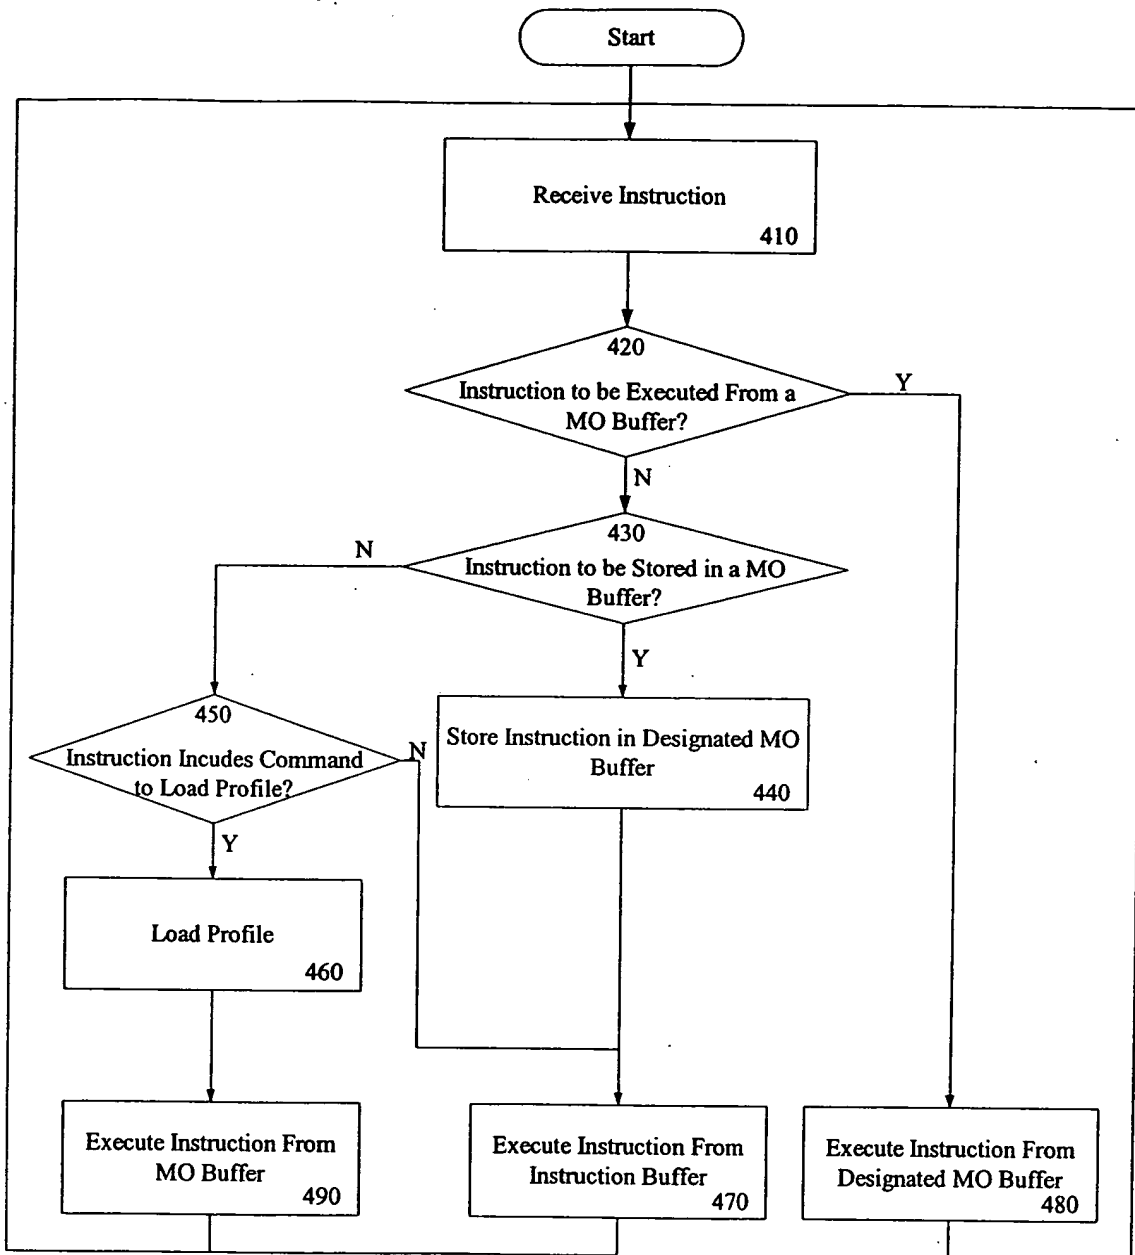 Start
Receive Instruction
410
420
Instruction to be Executed From a
MO Buffer?
Y
N
430
Instruction to be Stored in a MO
Buffer?
N
Y
450
Instruction Incudes Command
to Load Profile?
N
Y
Store Instruction in Designated MO
Buffer
440
Load Profile
460
Execute Instruction From
MO Buffer
490
Execute Instruction From
Instruction Buffer
470
Execute Instruction From
Designated MO Buffer
480